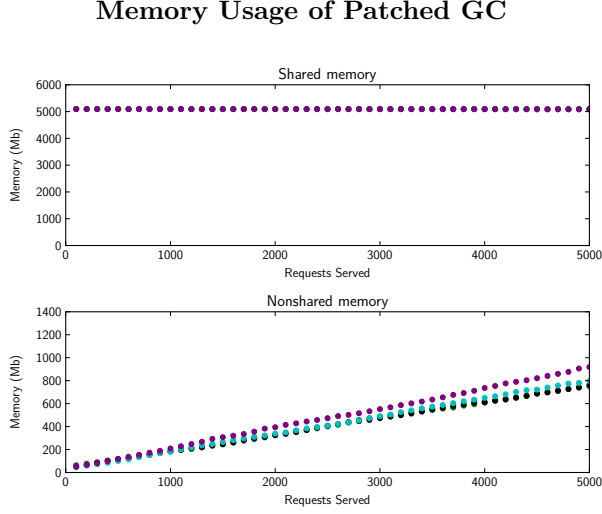 Memory Usage of Patched GC
Shared memory
6000
5000
4000
3000
2000
1000
0
Memory (Mb)
0 1000 2000 3000 4000 5000
Requests Served
Nonshared memory
1400
1200
1000
800
600
400
200
0
Memory (Mb)
0 1000 2000 3000 4000 5000
Requests Served